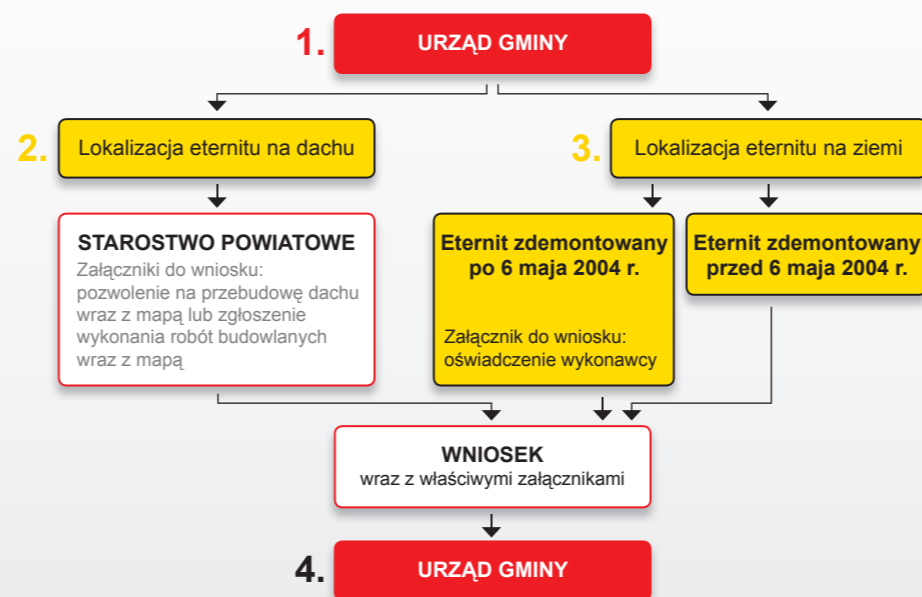 1. URZĄD GMINY
2. Lokalizacja eternitu na dachu
3. Lokalizacja eternitu na ziemi
STAROSTWO POWIATOWE
Załączniki do wniosku:
pozwolenie na przebudowę dachu
wraz z mapą lub zgłoszenie
wykonania robót budowlanych
wraz z mapą
Eternit zdemontowany
po 6 maja 2004 r.
Załącznik do wniosku:
oświadczenie wykonawcy
Eternit zdemontowany
przed 6 maja 2004 r.
WNIOSEK
wraz z właściwymi załącznikami
4. URZĄD GMINY